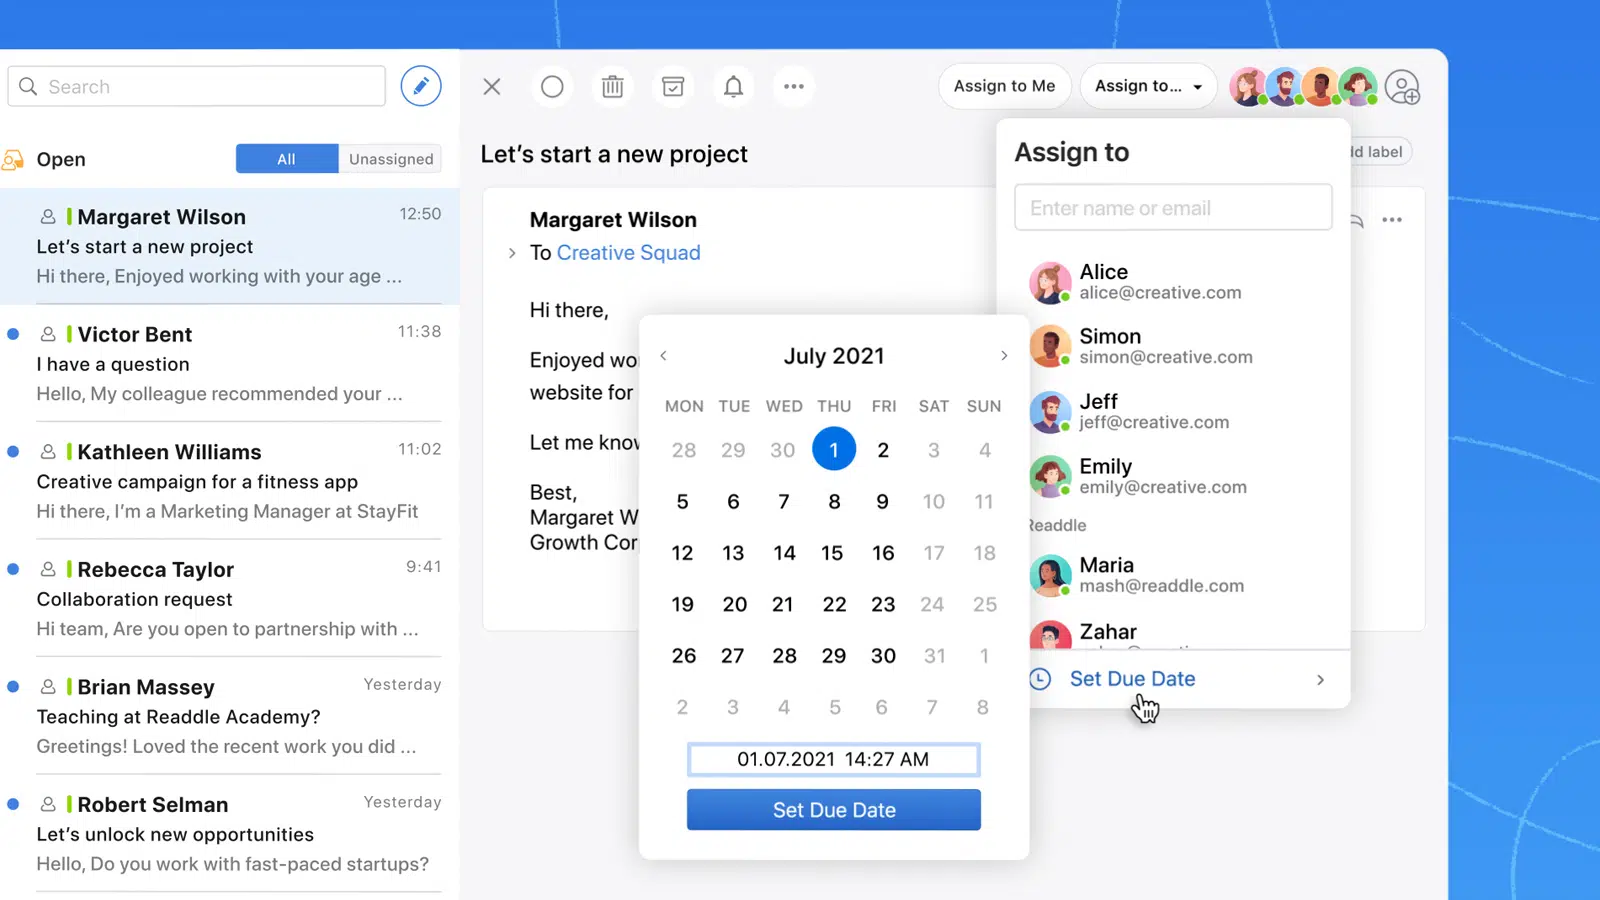 Search
Open
All
Unassigned
Margaret Wilson
12:50
Let’s start a new project
Hi there, Enjoyed working with your age ...
Victor Bent
11:38
I have a question
Hello, My colleague recommended your ...
Kathleen Williams
11:02
Creative campaign for a fitness app
Hi there, I’m a Marketing Manager at StayFit
Rebecca Taylor
9:41
Collaboration request
Hi team, Are you open to partnership with ...
Brian Massey
Yesterday
Teaching at Readdle Academy?
Greetings! Loved the recent work you did ...
Robert Selman
Yesterday
Let’s unlock new opportunities
Hello, Do you work with fast-paced startups?
Assign to Me
Assign to...
Let’s start a new project
label
Margaret Wilson
To Creative Squad
Hi there,
Enjoyed
website for
Let me
Best,
Margaret W
Growth
July 2021
MON TUE WED THU FRI SAT SUN
28 29 30 1 2 3 4
5 6 7 8 9 10 11
12 13 14 15 16 17 18
19 20 21 22 23 24 25
26 27 28 29 30 31 1
2 3 4 5 6 7 8
01.07.2021 14:27 AM
Set Due Date
Assign to
Enter name or email
Alice
alice@creative.com
Simon
simon@creative.com
Jeff
jeff@creative.com
Emily
emily@creative.com
Readdle
Maria
mash@readdle.com
Zahar
Set Due Date